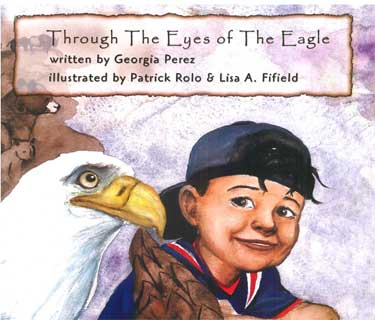 Through The Eyes of The Eagle
written by Georgia Perez
illustrated by Patrick Rolo & Lisa A. Fifield